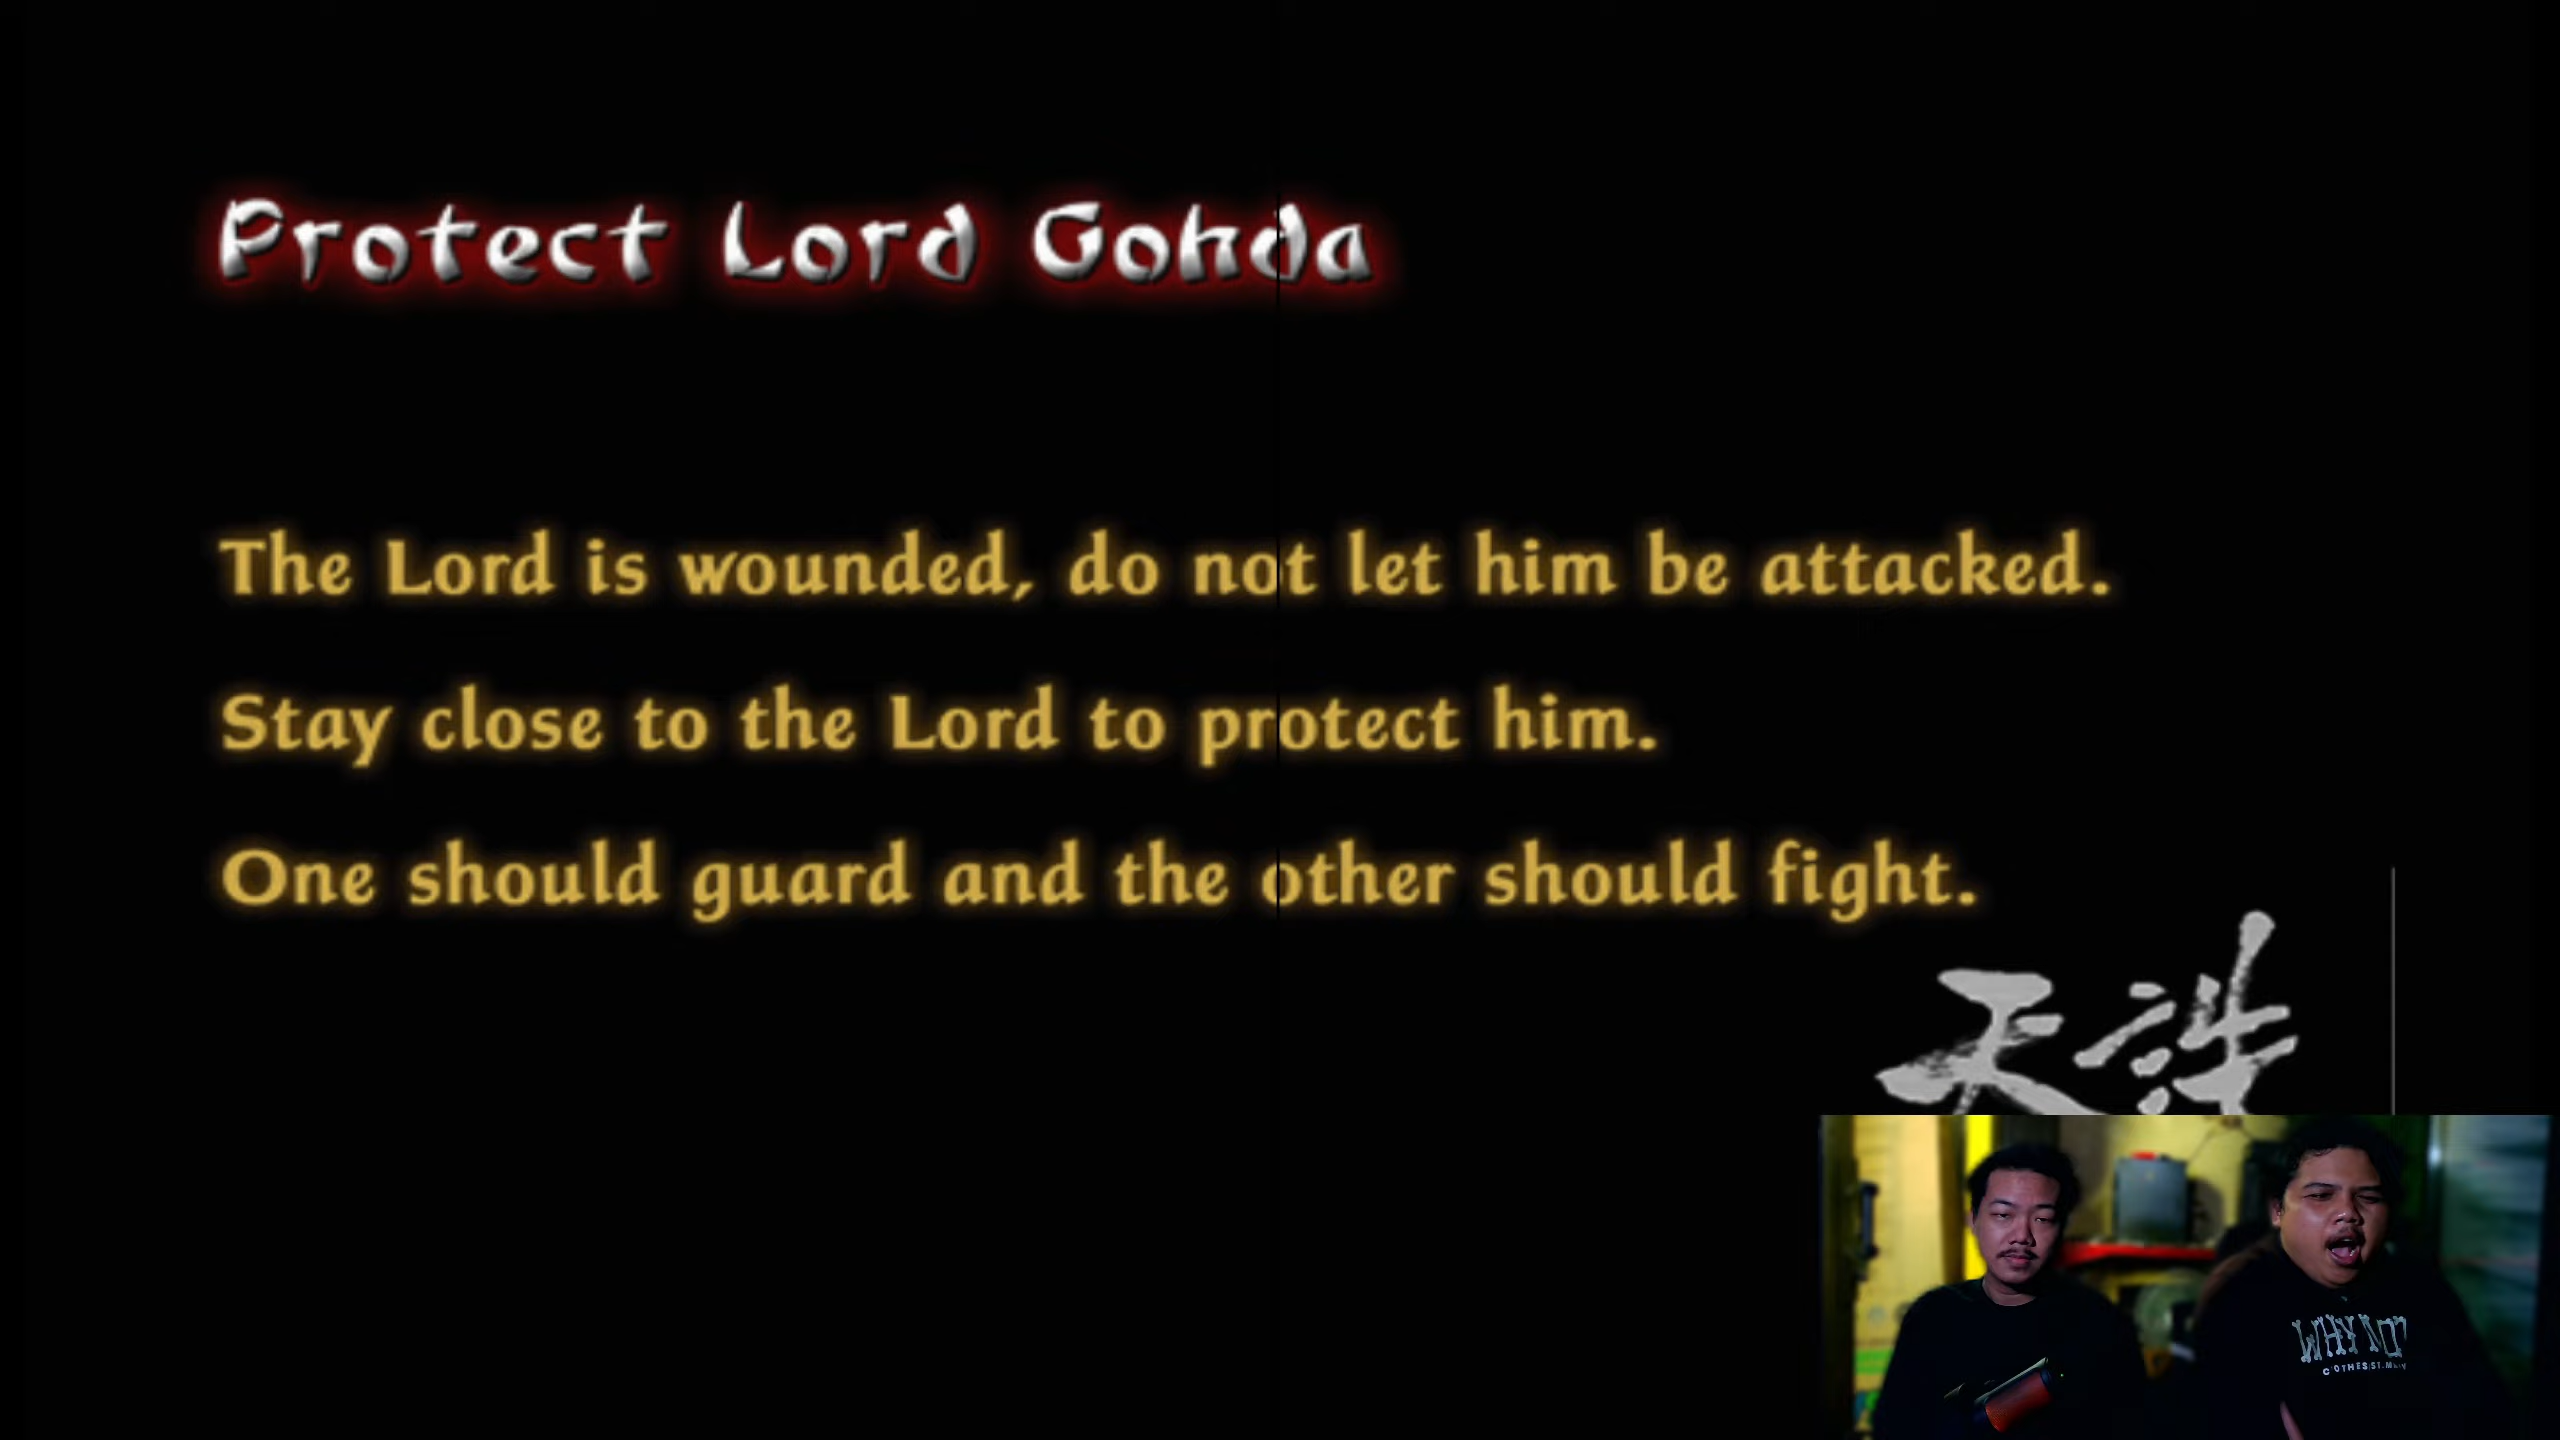 Protect Lord Gohda
The Lord is wounded, do not let him be attacked.
Stay close to the Lord to protect him.
One should guard and the other should fight.
天誅
WHY NOT